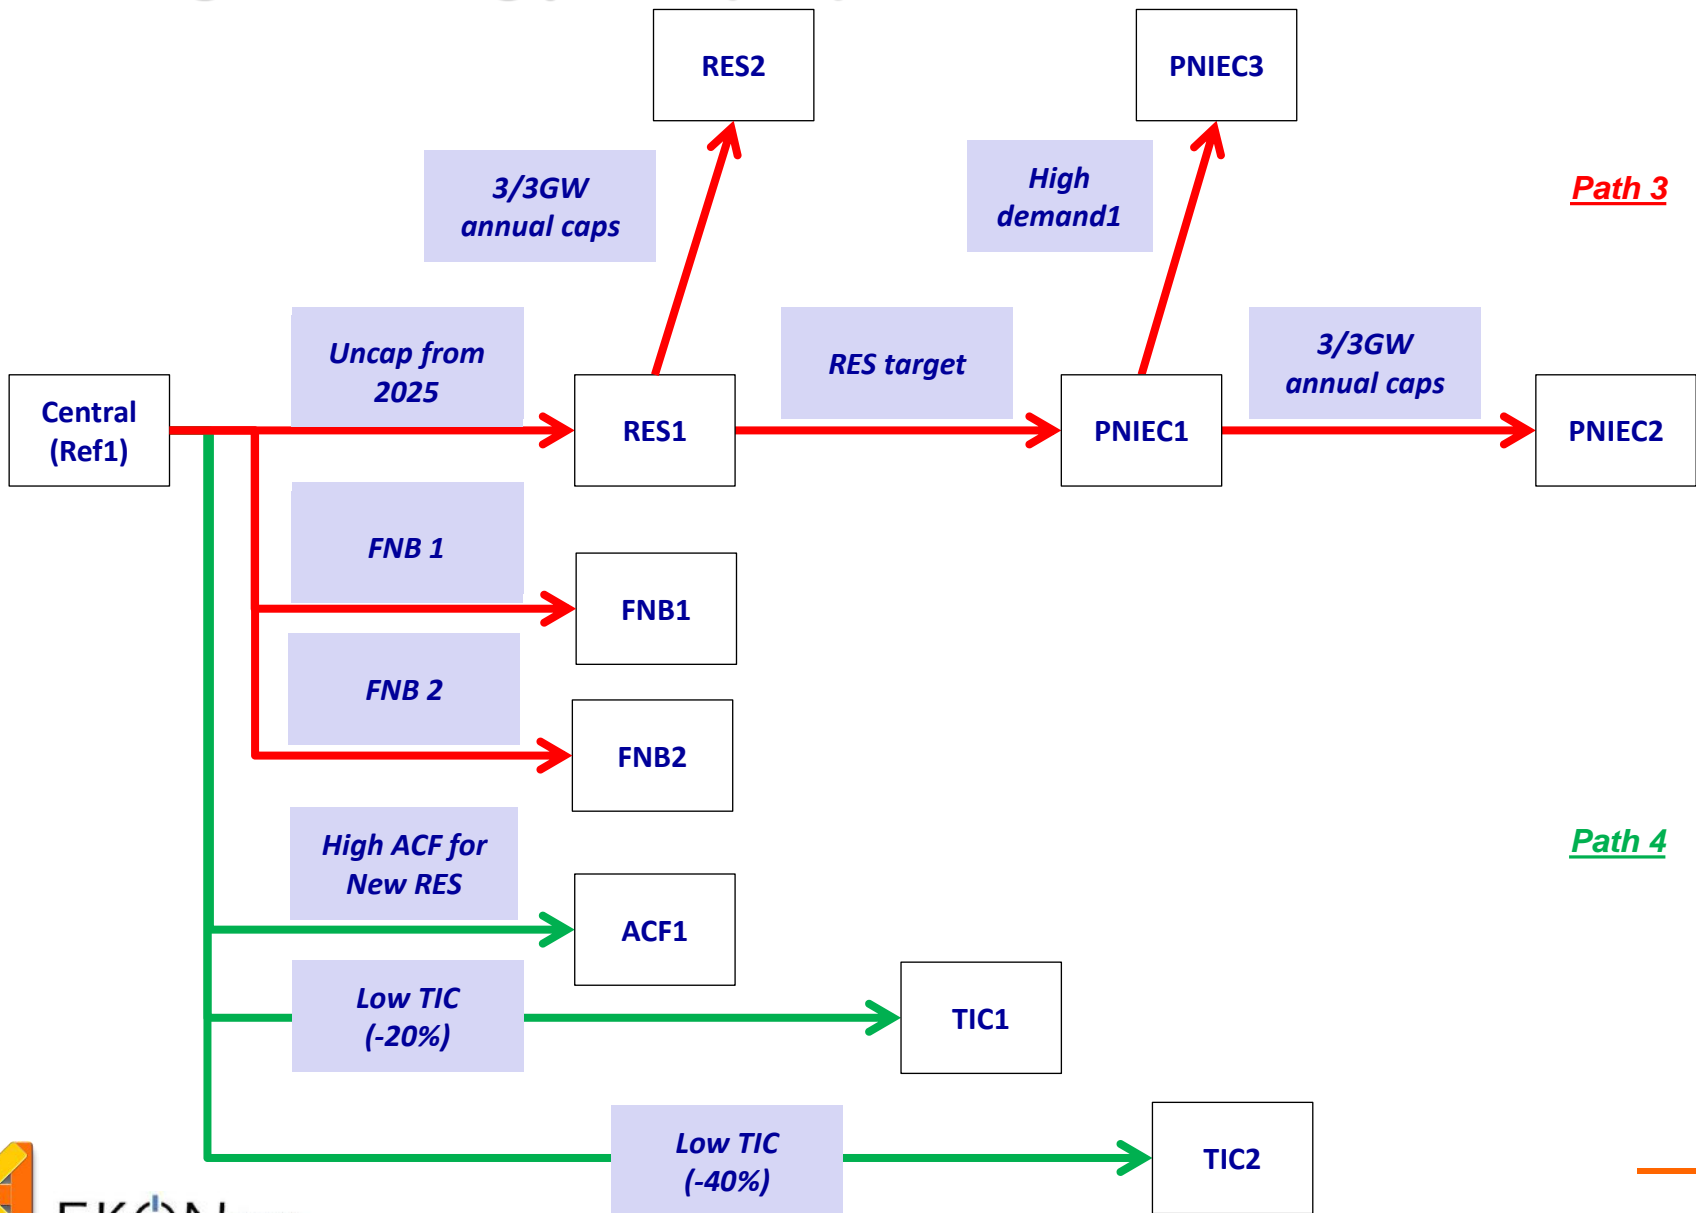 RES2
PNIEC3
3/3GW
annual caps
High
demand1
Path 3
Uncap from
2025
RES target
3/3GW
annual caps
Central
(Ref1)
RES1
PNIEC1
PNIEC2
FNB 1
FNB1
FNB 2
FNB2
High ACF for
New RES
Path 4
ACF1
Low TIC
(-20%)
TIC1
Low TIC
(-40%)
TIC2